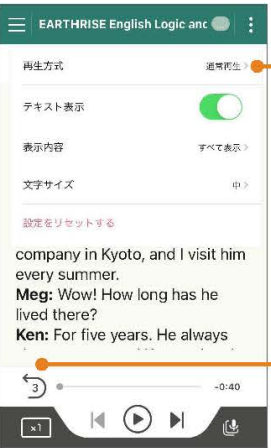 EARTHRISE English Logic and
再生方式 通常再生 >
テキスト表示
表示内容 すべて表示 >
文字サイズ 中 >
設定をリセットする
company in Kyoto, and I visit him
every summer.
Meg: Wow! How long has he
lived there?
Ken: For five years. He always
3 -0:40
x1